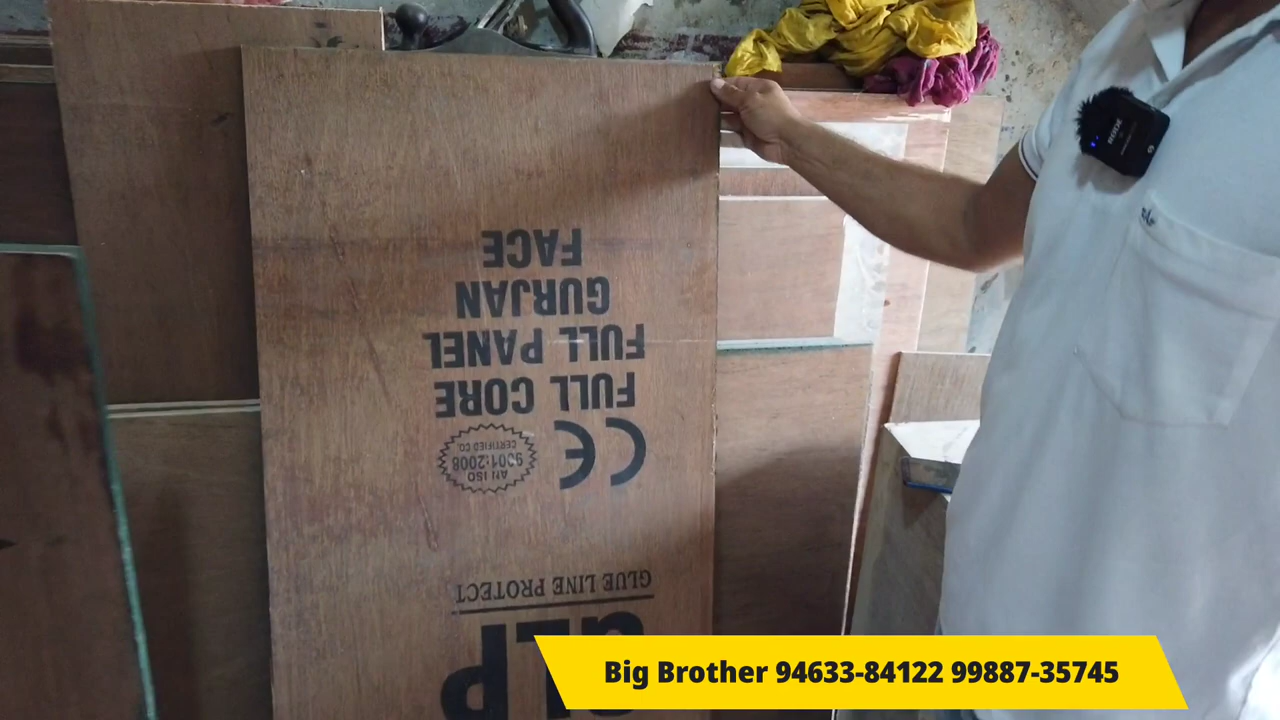 FACE
GURJAN
FULL PANEL
FULL CORE
CE
AN ISO
9001:2008
CERTIFIED CO.
GLUE LINE PROTECT
GLP
RØDE
Big Brother 94633-84122 99887-35745